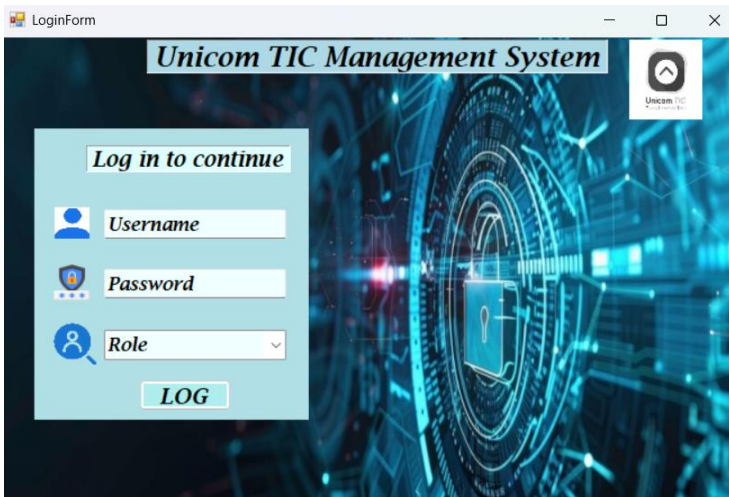 LoginForm
Unicom TIC Management System
Unicom TIC
Log in to continue
Username
Password
Role
LOG